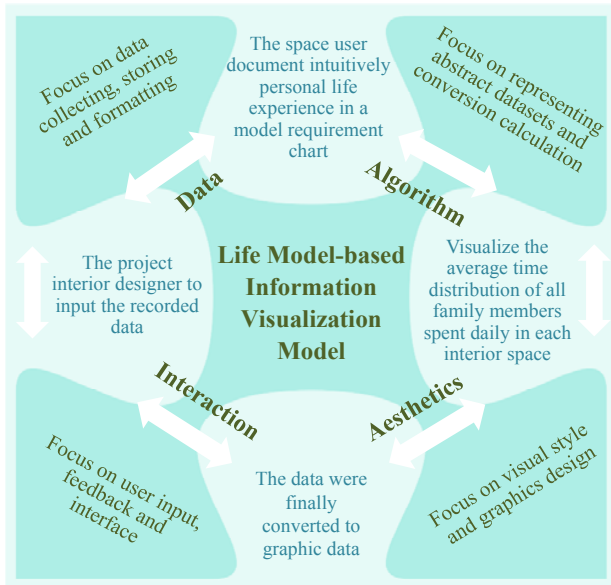 Focus on data
collecting, storing
and formatting
The space user
document intuitively
personal life
experience in a
model requirement
chart
Focus on representing
abstract datasets and
conversion calculation
Data
Algorithm
The project
interior designer to
input the recorded
data
Life Model-based
Information
Visualization
Model
Visualize the
average time
distribution of all
family members
spent daily in each
interior space
Interaction
Aesthetics
Focus on user input,
feedback and
interface
The data were
finally
converted to
graphic data
Focus on visual style
and graphics design